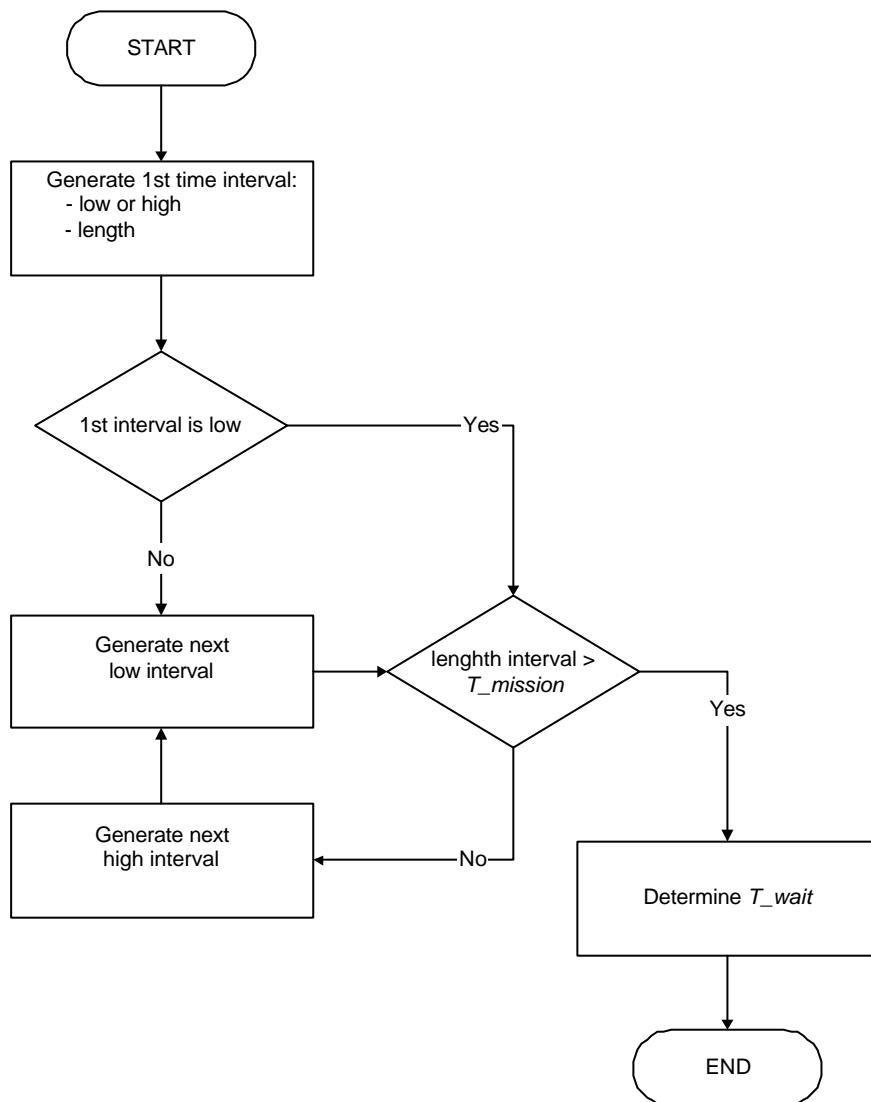 START
Generate 1st time interval:
- low or high
- length
1st interval is low
Yes
No
Generate next
low interval
lenghth interval >
T_mission
Yes
Generate next
high interval
No
Determine T_wait
END